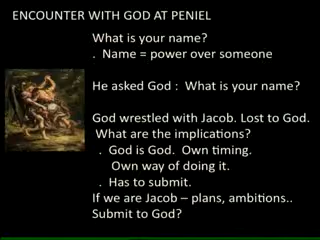 ENCOUNTER WITH GOD AT PENIEL
What is your name?
. Name = power over someone
He asked God : What is your name?
God wrestled with Jacob. Lost to God.
What are the implications?
. God is God. Own timing.
Own way of doing it.
. Has to submit.
If we are Jacob – plans, ambitions..
Submit to God?